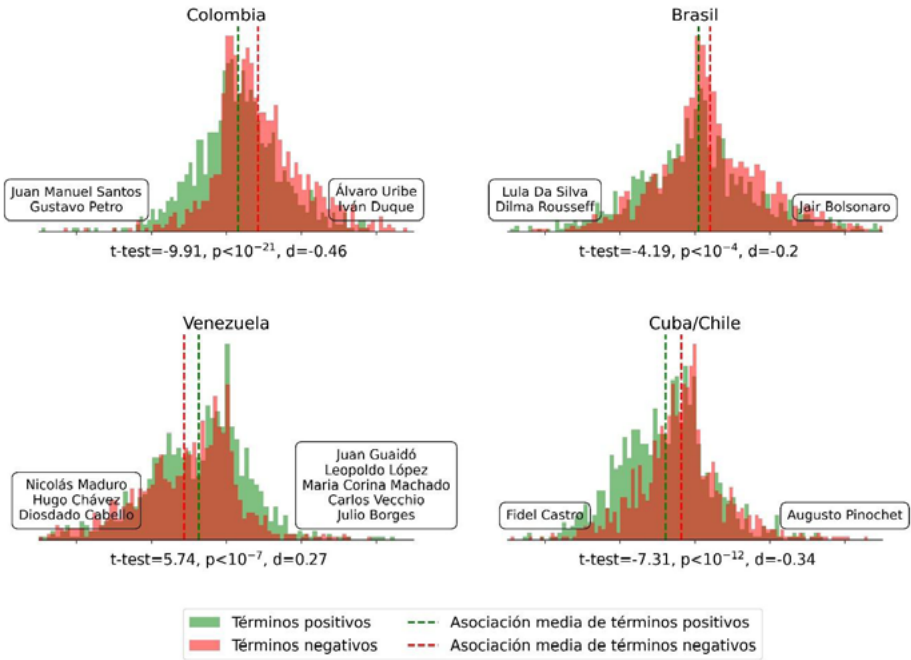 Colombia
Juan Manuel Santos
Gustavo Petro
Álvaro Uribe
Iván Duque
t-test=-9.91, p<10⁻²¹, d=-0.46
Brasil
Lula Da Silva
Dilma Rousseff
Jair Bolsonaro
t-test=-4.19, p<10⁻⁴, d=-0.2
Venezuela
Nicolás Maduro
Hugo Chávez
Diosdado Cabello
Juan Guaidó
Leopoldo López
Maria Corina Machado
Carlos Vecchio
Julio Borges
t-test=5.74, p<10⁻⁷, d=0.27
Cuba/Chile
Fidel Castro
Augusto Pinochet
t-test=-7.31, p<10⁻¹², d=-0.34
Términos positivos
Términos negativos
Asociación media de términos positivos
Asociación media de términos negativos